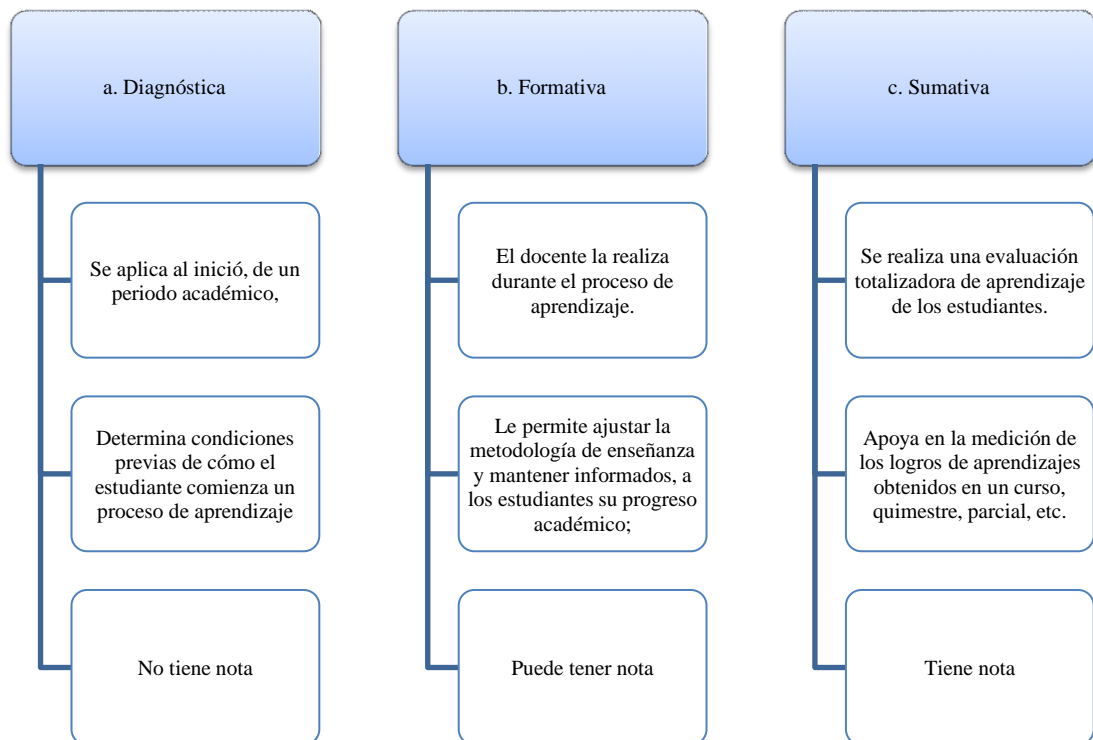 a. Diagnóstica
Se aplica al inició, de un
periodo académico,
Determina condiciones
previas de cómo el
estudiante comienza un
proceso de aprendizaje
No tiene nota
b. Formativa
El docente la realiza
durante el proceso de
aprendizaje.
Le permite ajustar la
metodología de enseñanza
y mantener informados, a
los estudiantes su progreso
académico;
Puede tener nota
c. Sumativa
Se realiza una evaluación
totalizadora de aprendizaje
de los estudiantes.
Apoya en la medición de
los logros de aprendizajes
obtenidos en un curso,
quimestre, parcial, etc.
Tiene nota